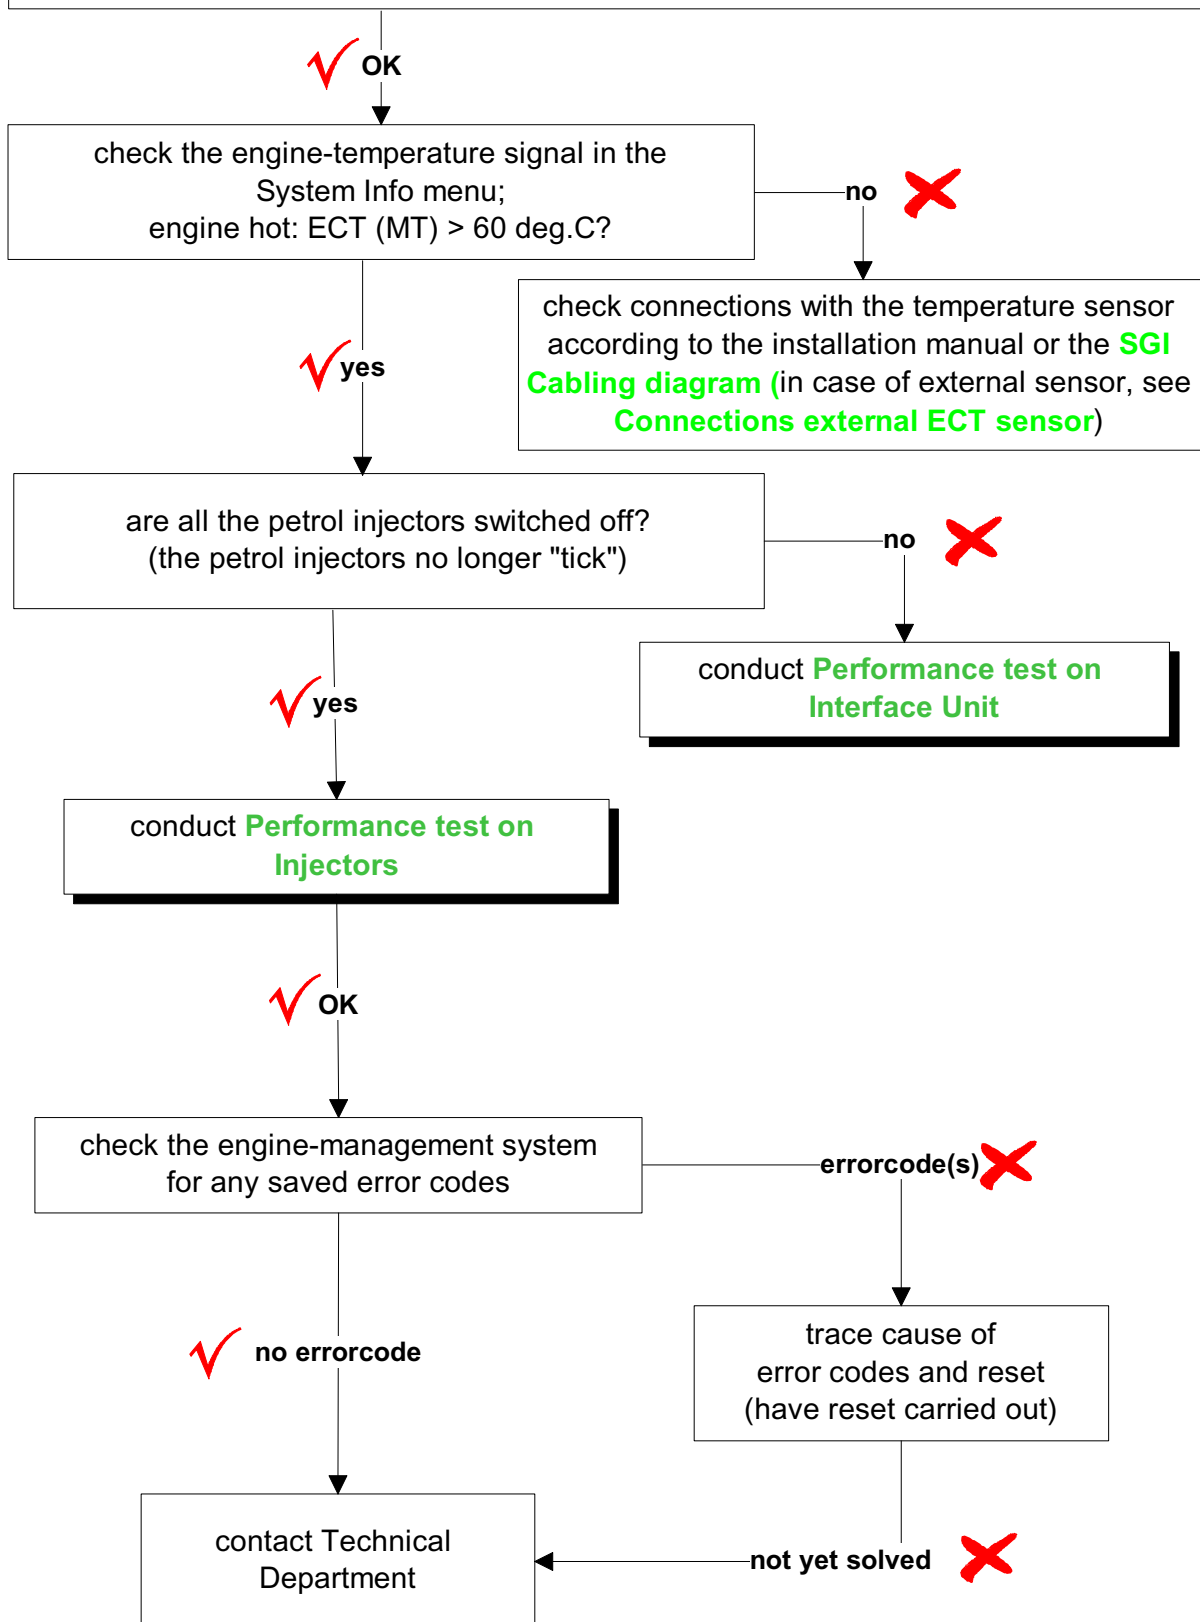 OK
check the engine-temperature signal in the
System Info menu;
engine hot: ECT (MT) > 60 deg.C?
no
check connections with the temperature sensor
according to the installation manual or the SGI
Cabling diagram (in case of external sensor, see
Connections external ECT sensor)
yes
are all the petrol injectors switched off?
(the petrol injectors no longer "tick")
no
conduct Performance test on
Interface Unit
yes
conduct Performance test on
Injectors
OK
check the engine-management system
for any saved error codes
errorcode(s)
trace cause of
error codes and reset
(have reset carried out)
no errorcode
contact Technical
Department
not yet solved